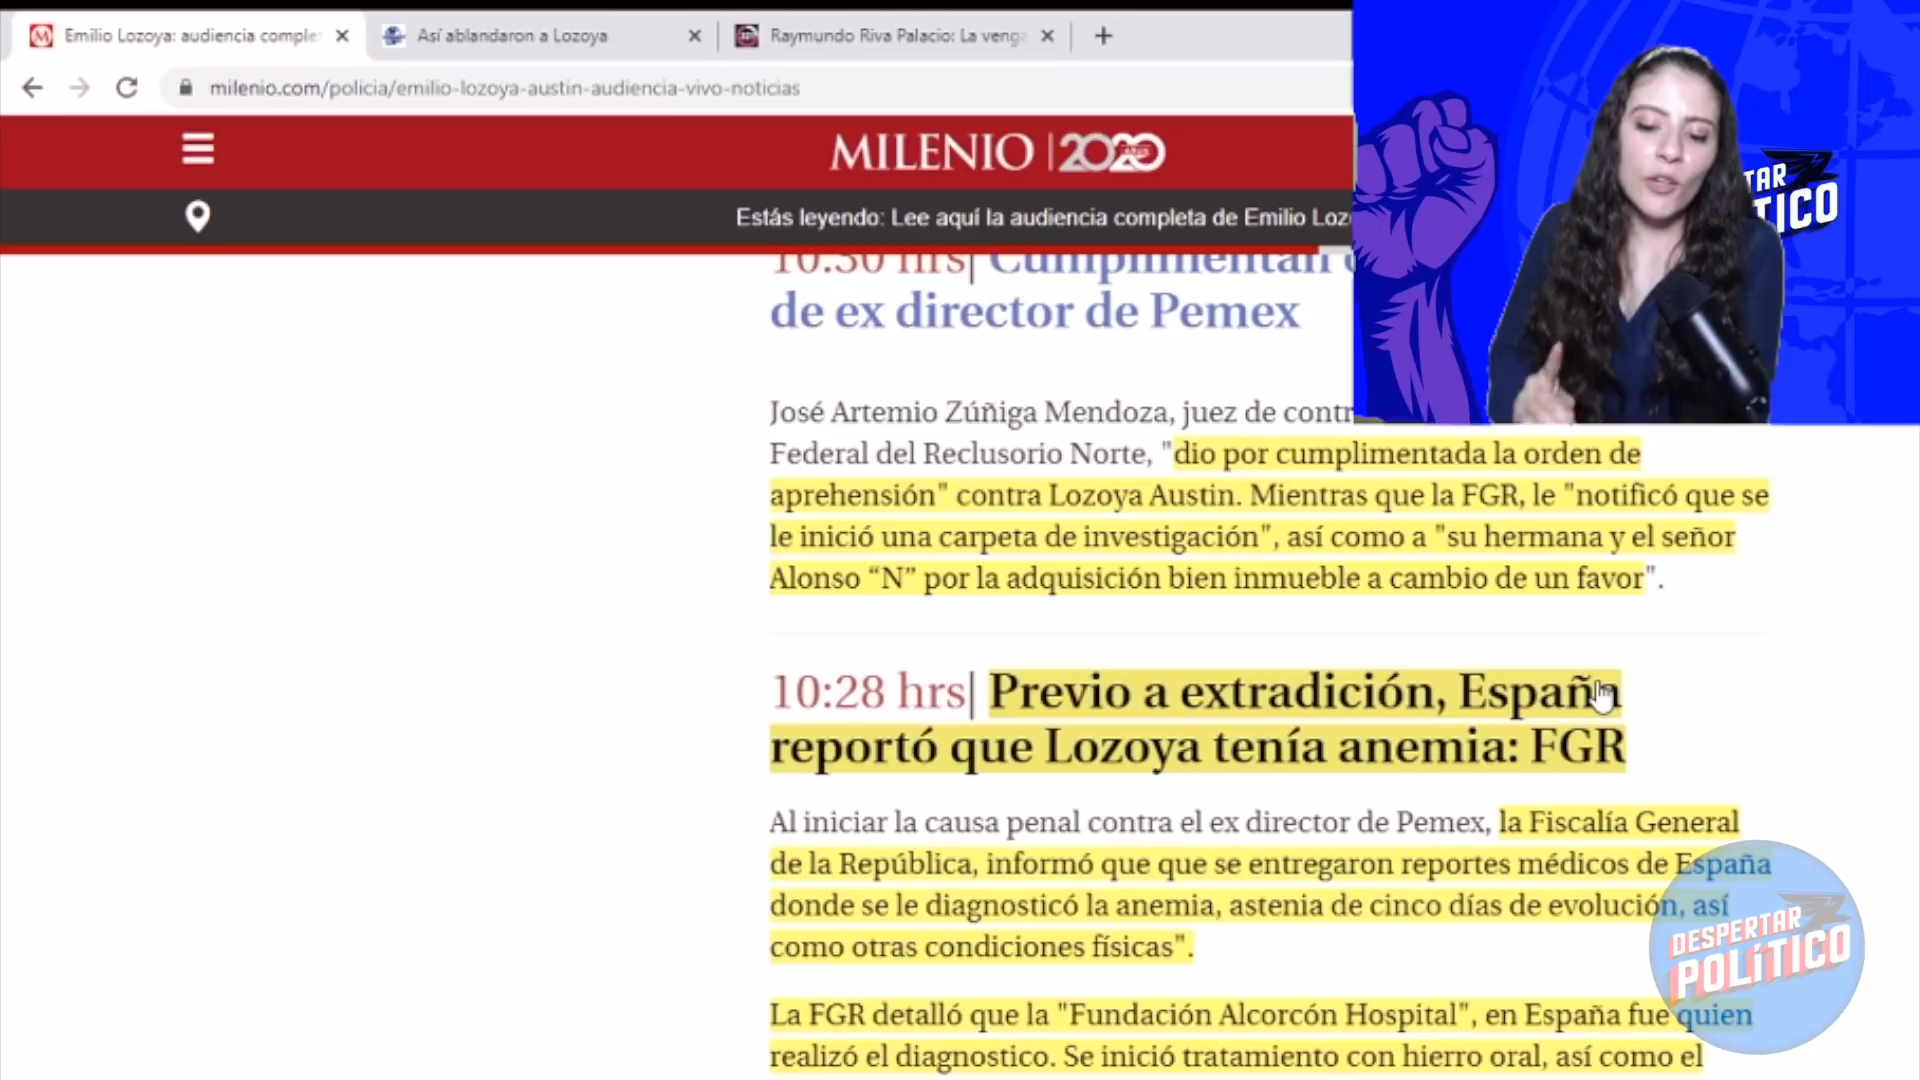 Emilio Lozoya: audiencia comple
Así ablandaron a Lozoya
Raymundo Riva Palacio: La veng
milenio.com/policia/emilio-lozoya-austin-audiencia-vivo-noticias
MILENIO | 2020
Estás leyendo: Lee aquí la audiencia completa de Emilio Loz
TAR
TICO
10:30 hrs| Cumplimentan
de ex director de Pemex
José Artemio Zúñiga Mendoza, juez de contr
Federal del Reclusorio Norte, "dio por cumplimentada la orden de
aprehensión" contra Lozoya Austin. Mientras que la FGR, le "notificó que se
le inició una carpeta de investigación", así como a "su hermana y el señor
Alonso “N” por la adquisición bien inmueble a cambio de un favor".
10:28 hrs| Previo a extradición, España
reportó que Lozoya tenía anemia: FGR
Al iniciar la causa penal contra el ex director de Pemex, la Fiscalía General
de la República, informó que que se entregaron reportes médicos de España
donde se le diagnosticó la anemia, astenia de cinco días de evolución, así
como otras condiciones físicas".
La FGR detalló que la "Fundación Alcorcón Hospital", en España fue quien
realizó el diagnostico. Se inició tratamiento con hierro oral, así como el
DESPERTAR
POLÍTICO